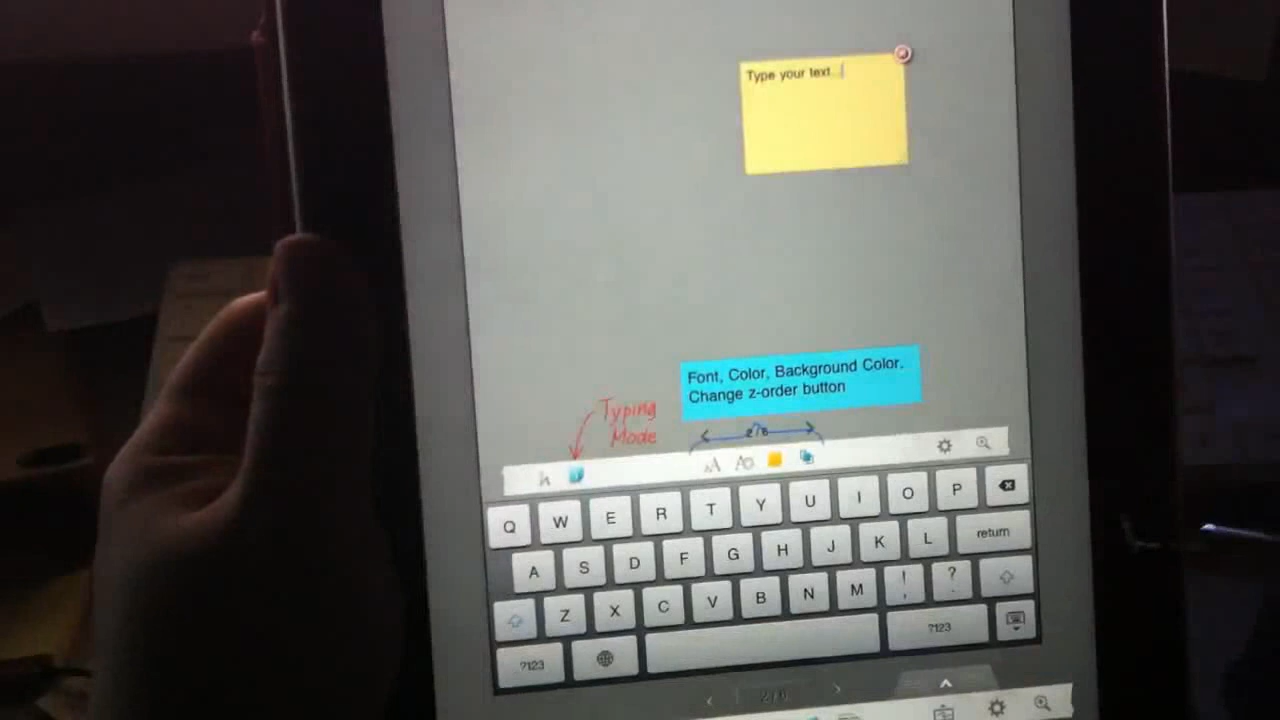 Type your text...
Font, Color, Background Color.
Change z-order button
Typing
Mode
Q W E R T Y U I O P
A S D F G H J K L return
Z X C V B N M ! , ? .
?123 ?123